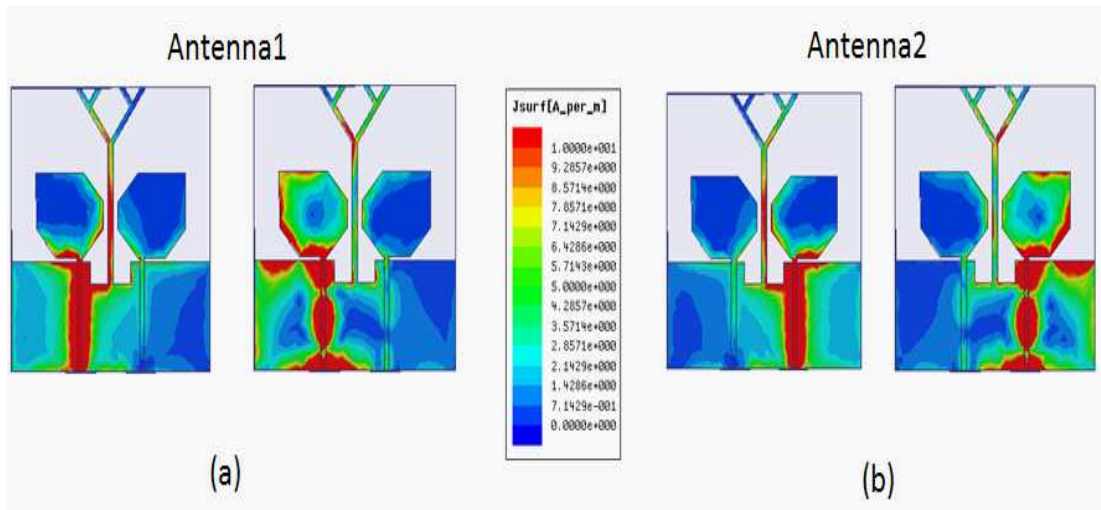 Antenna1
Antenna2
Jsurf[A_per_m]
1.0000e+001
9.2857e+000
8.5714e+000
7.8571e+000
7.1429e+000
6.4286e+000
5.7143e+000
5.0000e+000
4.2857e+000
3.5714e+000
2.8571e+000
2.1429e+000
1.4286e+000
7.1429e-001
0.0000e+000
(a)
(b)